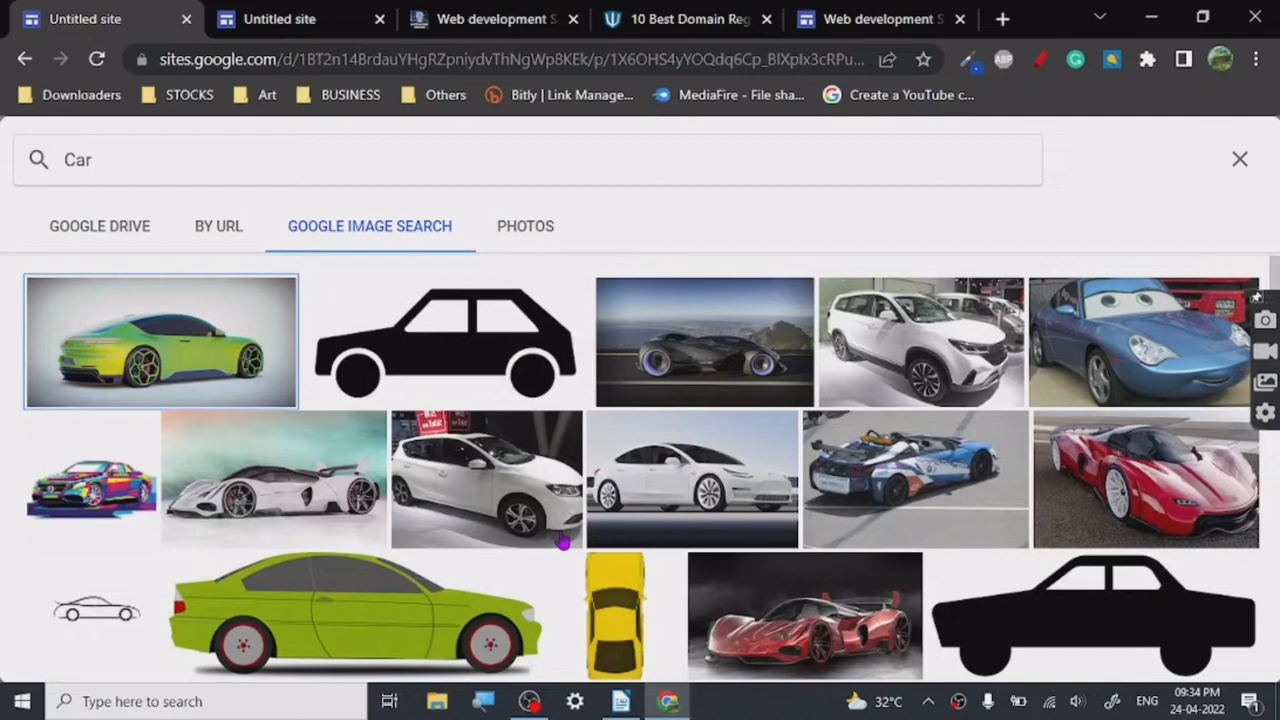 Untitled site
Untitled site
Web development S
10 Best Domain Reg
Web development S
sites.google.com/d/1BT2n14BrdauYHgRZpniydvThNgWp8KEk/p/1X6OHS4yYOQdq6Cp_BlXpIx3cRPu...
Downloaders
STOCKS
Art
BUSINESS
Others
Bitly | Link Manage...
MediaFire - File sha...
Create a YouTube c...
Car
GOOGLE DRIVE
BY URL
GOOGLE IMAGE SEARCH
PHOTOS
Type here to search
32°C
ENG
09:34 PM
24-04-2022